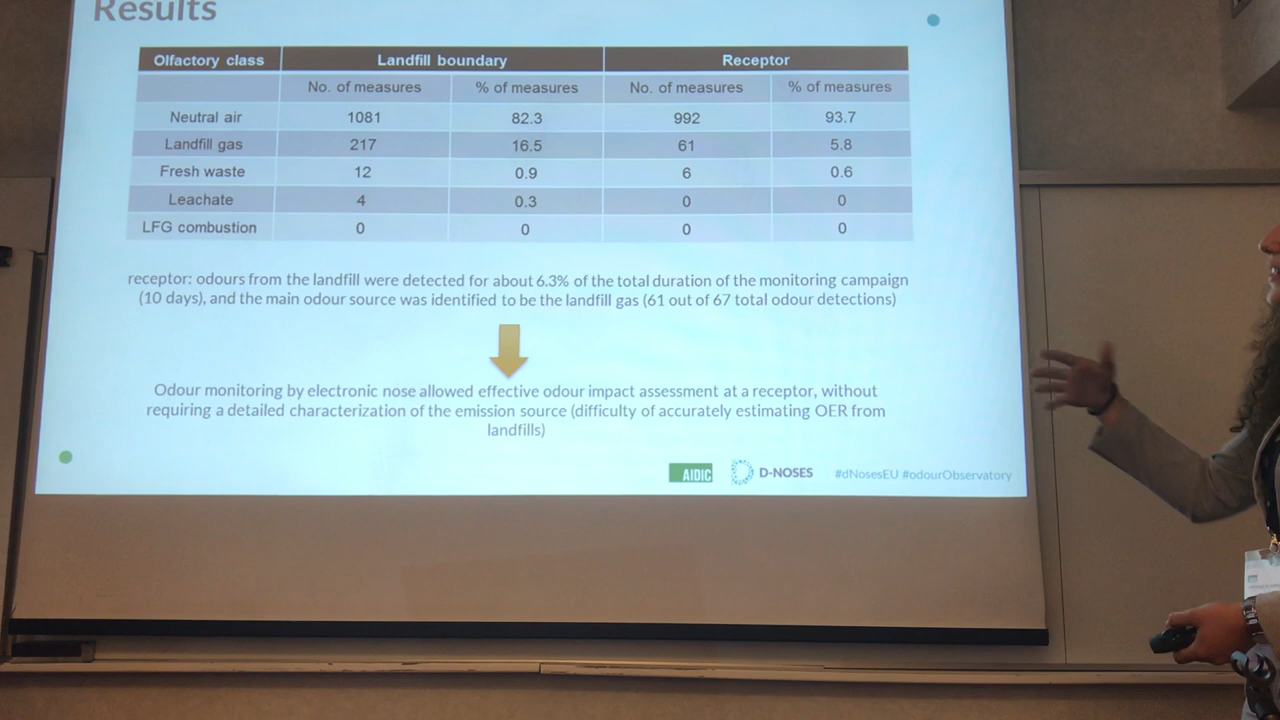 Results
Olfactory class Landfill boundary Receptor
No. of measures % of measures No. of measures % of measures
Neutral air 1081 82.3 992 93.7
Landfill gas 217 16.5 61 5.8
Fresh waste 12 0.9 6 0.6
Leachate 4 0.3 0 0
LFG combustion 0 0 0 0
receptor: odours from the landfill were detected for about 6.3% of the total duration of the monitoring campaign
(10 days), and the main odour source was identified to be the landfill gas (61 out of 67 total odour detections)
Odour monitoring by electronic nose allowed effective odour impact assessment at a receptor, without
requiring a detailed characterization of the emission source (difficulty of accurately estimating OER from
landfills)
AIDIC D-NOSES #dNosesEU #odourObservatory